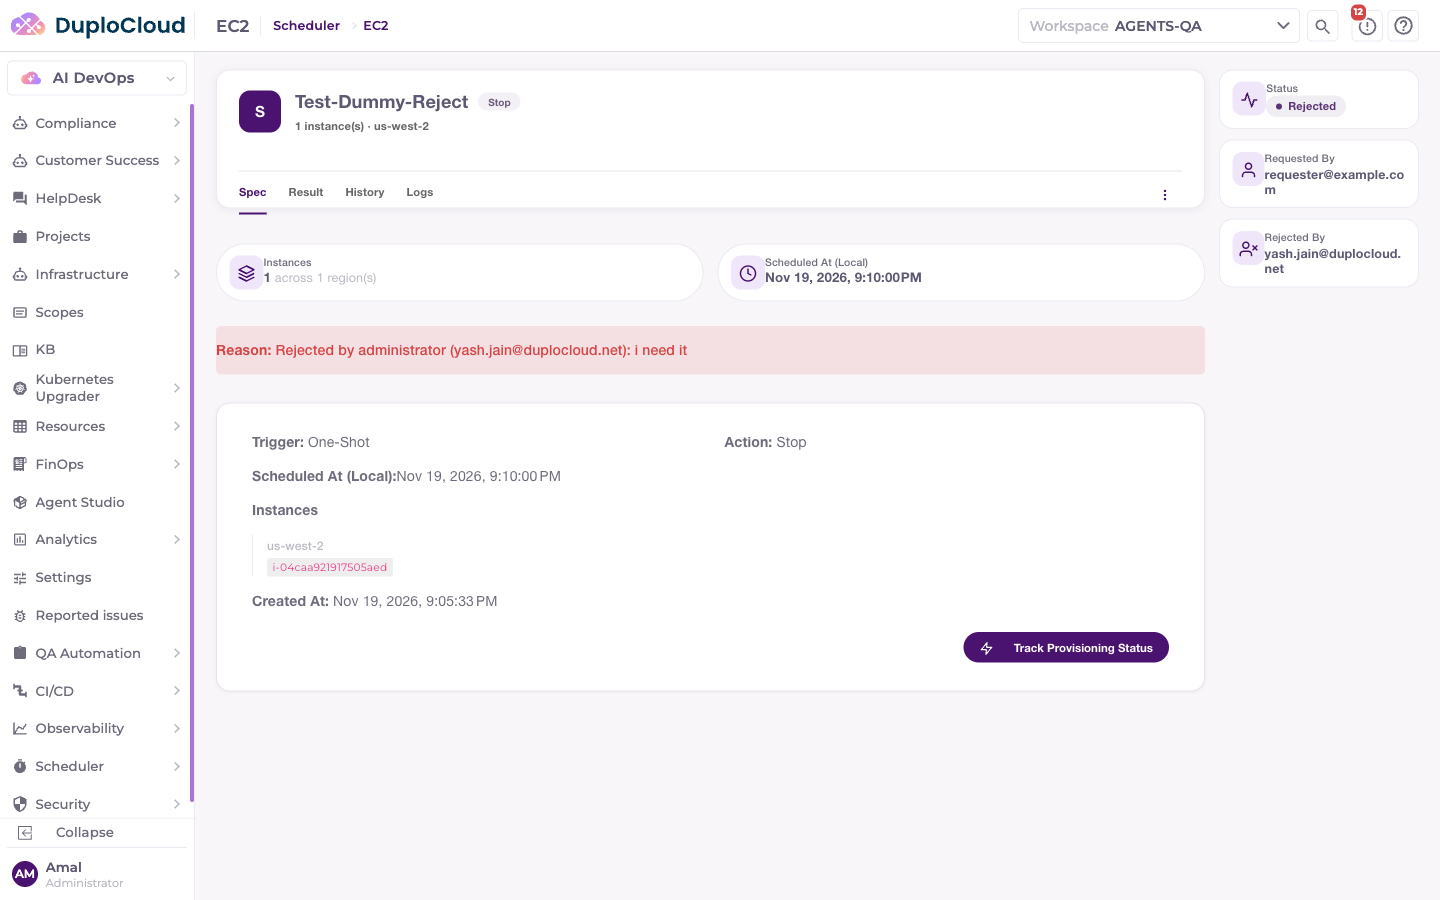 DuploCloud
EC2
Scheduler
EC2
Workspace AGENTS-QA
12
AI DevOps
Compliance
Customer Success
HelpDesk
Projects
Infrastructure
Scopes
KB
Kubernetes
Upgrader
Resources
FinOps
Agent Studio
Analytics
Settings
Reported issues
QA Automation
CI/CD
Observability
Scheduler
Security
Collapse
AM
Amal
Administrator
S
Test-Dummy-Reject
Stop
1 instance(s) · us-west-2
Spec
Result
History
Logs
Instances
1 across 1 region(s)
Scheduled At (Local)
Nov 19, 2026, 9:10:00 PM
Reason: Rejected by administrator (yash.jain@duplocloud.net): i need it
Trigger: One-Shot
Action: Stop
Scheduled At (Local):Nov 19, 2026, 9:10:00 PM
Instances
us-west-2
i-04caa921917505aed
Created At: Nov 19, 2026, 9:05:33 PM
Track Provisioning Status
Status
Rejected
Requested By
requester@example.co
m
Rejected By
yash.jain@duplocloud.
net